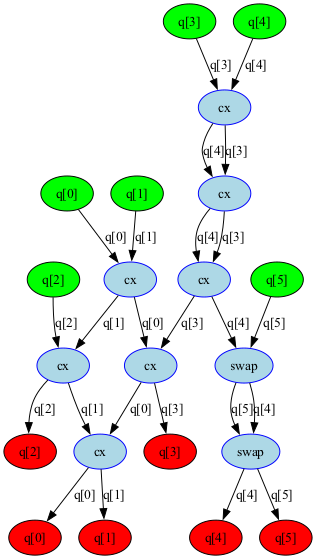 q[3] q[4]
q[3] q[4]
cx
q[4] q[3]
q[0] q[1] cx
q[0] q[1] q[4] q[3]
q[2] cx cx q[5]
q[2] q[1] q[0] q[3] q[4] q[5]
cx cx swap
q[2] q[1] q[0] q[3] q[5] q[4]
q[2] cx q[3] swap
q[0] q[1] q[4] q[5]
q[0] q[1] q[4] q[5]